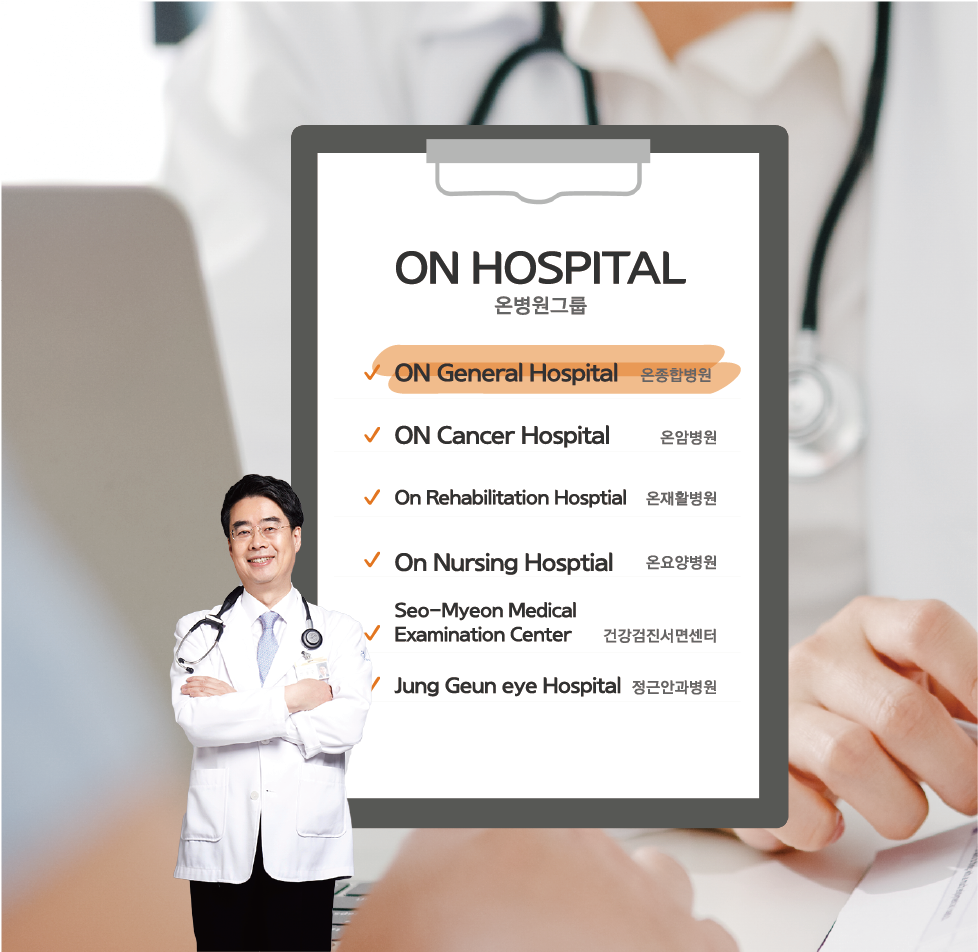 ON HOSPITAL
온병원그룹
ON General Hospital 온종합병원
ON Cancer Hospital 온암병원
On Rehabilitation Hosptial 온재활병원
On Nursing Hosptial 온요양병원
Seo-Myeon Medical
Examination Center 건강검진서면센터
Jung Geun eye Hospital 정근안과병원